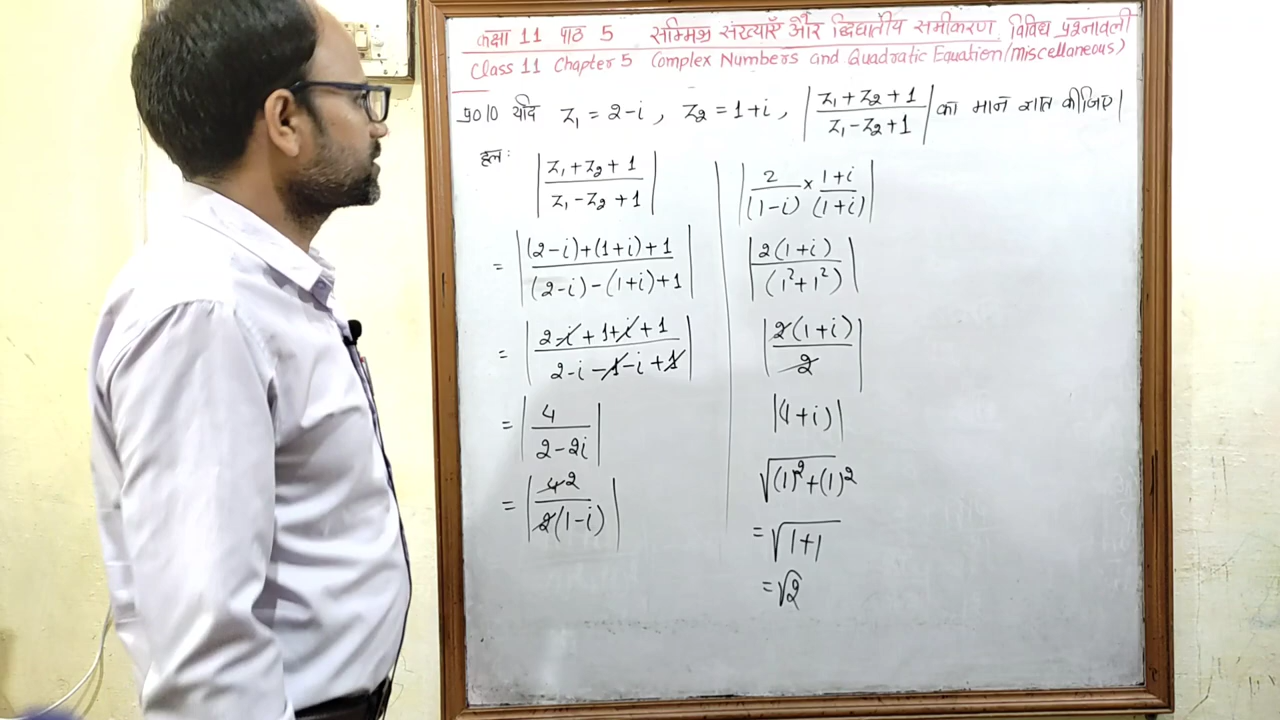 कक्षा 11 पाठ 5 सम्मिश्र संख्याएँ और द्विघातीय समीकरण विविध प्रश्नावली
Class 11 Chapter 5 Complex Numbers and Quadratic Equation (Miscellaneous)
प्र०10 यदि z₁ = 2-i, z₂ = 1+i, |(z₁+z₂+1)/(z₁-z₂+1)| का मान ज्ञात कीजिए|
हलः |(z₁+z₂+1)/(z₁-z₂+1)|
= |((2-i)+(1+i)+1)/((2-i)-(1+i)+1)|
= |(2-i+1+i+1)/(2-i-1-i+1)|
= |4/(2-2i)|
= |4 2/(2(1-i))|
|2/(1-i) × (1+i)/(1+i)|
|2(1+i)/(1²+1²)|
|2(1+i)/2|
|(1+i)|
√(1)²+(1)²
= √1+1
= √2